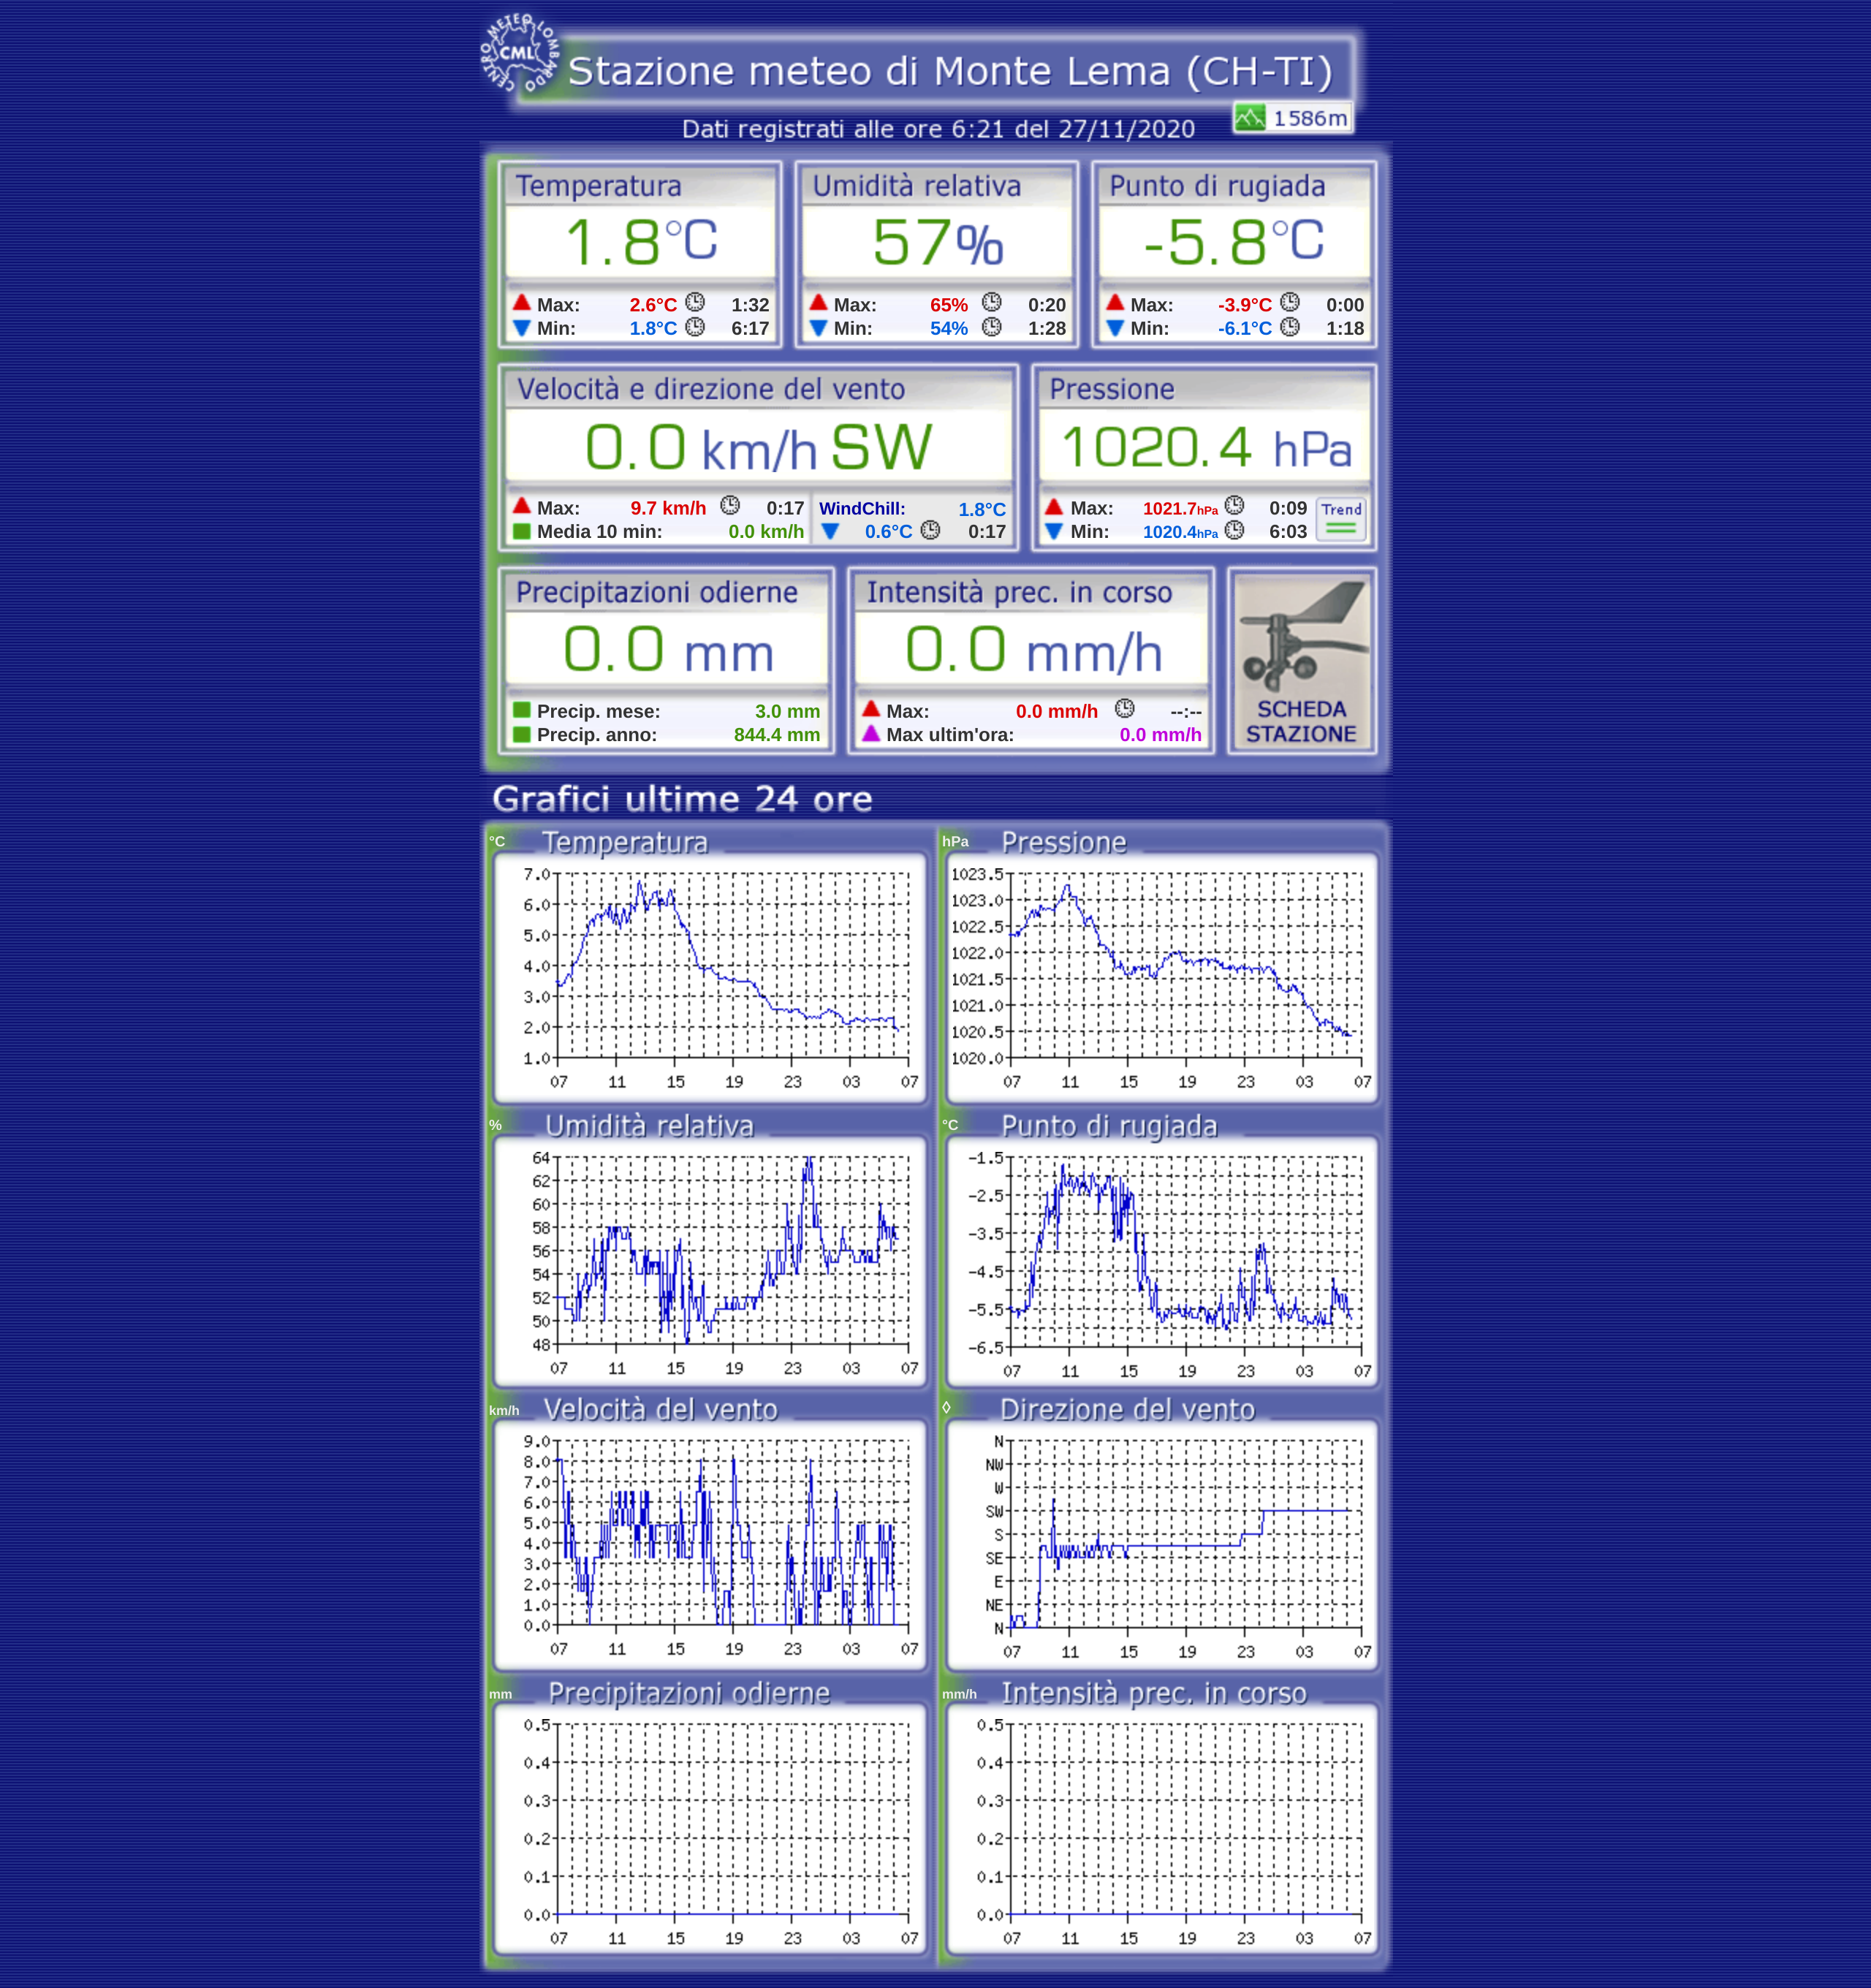 CENTRO METEO LOMBARDO
CML
Stazione meteo di Monte Lema (CH-TI)
1586m
Dati registrati alle ore 6:21 del 27/11/2020
Temperatura
1.8°C
Max: 2.6°C 1:32
Min: 1.8°C 6:17
Umidità relativa
57%
Max: 65% 0:20
Min: 54% 1:28
Punto di rugiada
-5.8°C
Max: -3.9°C 0:00
Min: -6.1°C 1:18
Velocità e direzione del vento
0.0 km/h SW
Max: 9.7 km/h 0:17
Media 10 min: 0.0 km/h
WindChill: 1.8°C
0.6°C 0:17
Pressione
1020.4 hPa
Max: 1021.7hPa 0:09
Min: 1020.4hPa 6:03
Trend
Precipitazioni odierne
0.0 mm
Precip. mese: 3.0 mm
Precip. anno: 844.4 mm
Intensità prec. in corso
0.0 mm/h
Max: 0.0 mm/h --:--
Max ultim'ora: 0.0 mm/h
SCHEDA
STAZIONE
Grafici ultime 24 ore
°C Temperatura
7.0
6.0
5.0
4.0
3.0
2.0
1.0
07 11 15 19 23 03 07
hPa Pressione
1023.5
1023.0
1022.5
1022.0
1021.5
1021.0
1020.5
1020.0
07 11 15 19 23 03 07
% Umidità relativa
64
62
60
58
56
54
52
50
48
07 11 15 19 23 03 07
°C Punto di rugiada
-1.5
-2.5
-3.5
-4.5
-5.5
-6.5
07 11 15 19 23 03 07
km/h Velocità del vento
9.0
8.0
7.0
6.0
5.0
4.0
3.0
2.0
1.0
0.0
07 11 15 19 23 03 07
◊ Direzione del vento
N
NW
W
SW
S
SE
E
NE
N
07 11 15 19 23 03 07
mm Precipitazioni odierne
0.5
0.4
0.3
0.2
0.1
0.0
07 11 15 19 23 03 07
mm/h Intensità prec. in corso
0.5
0.4
0.3
0.2
0.1
0.0
07 11 15 19 23 03 07